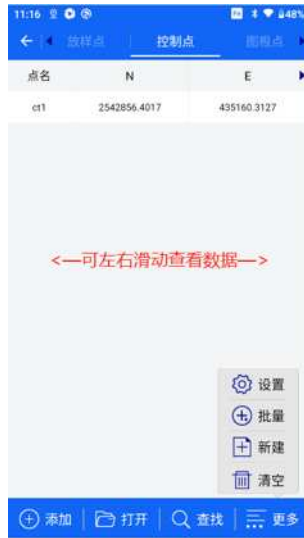 11:16 48%
放样点 控制点 图根点
点名 N E
ct1 2542856.4017 435160.3127
<—可左右滑动查看数据—>
设置
批量
新建
清空
添加 打开 查找 更多